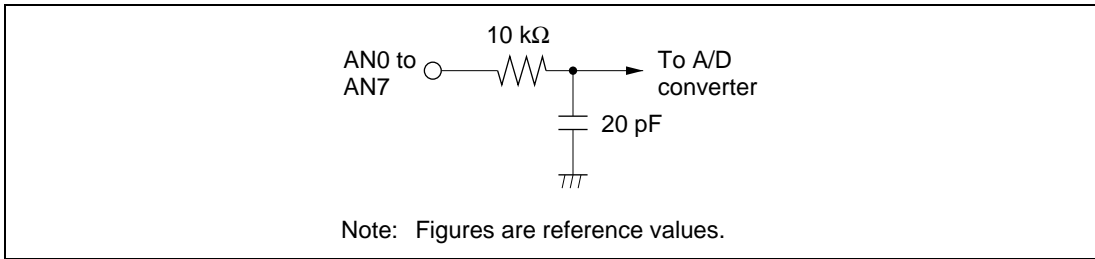 10 kΩ
AN0 to
AN7
To A/D
converter
20 pF
Note: Figures are reference values.